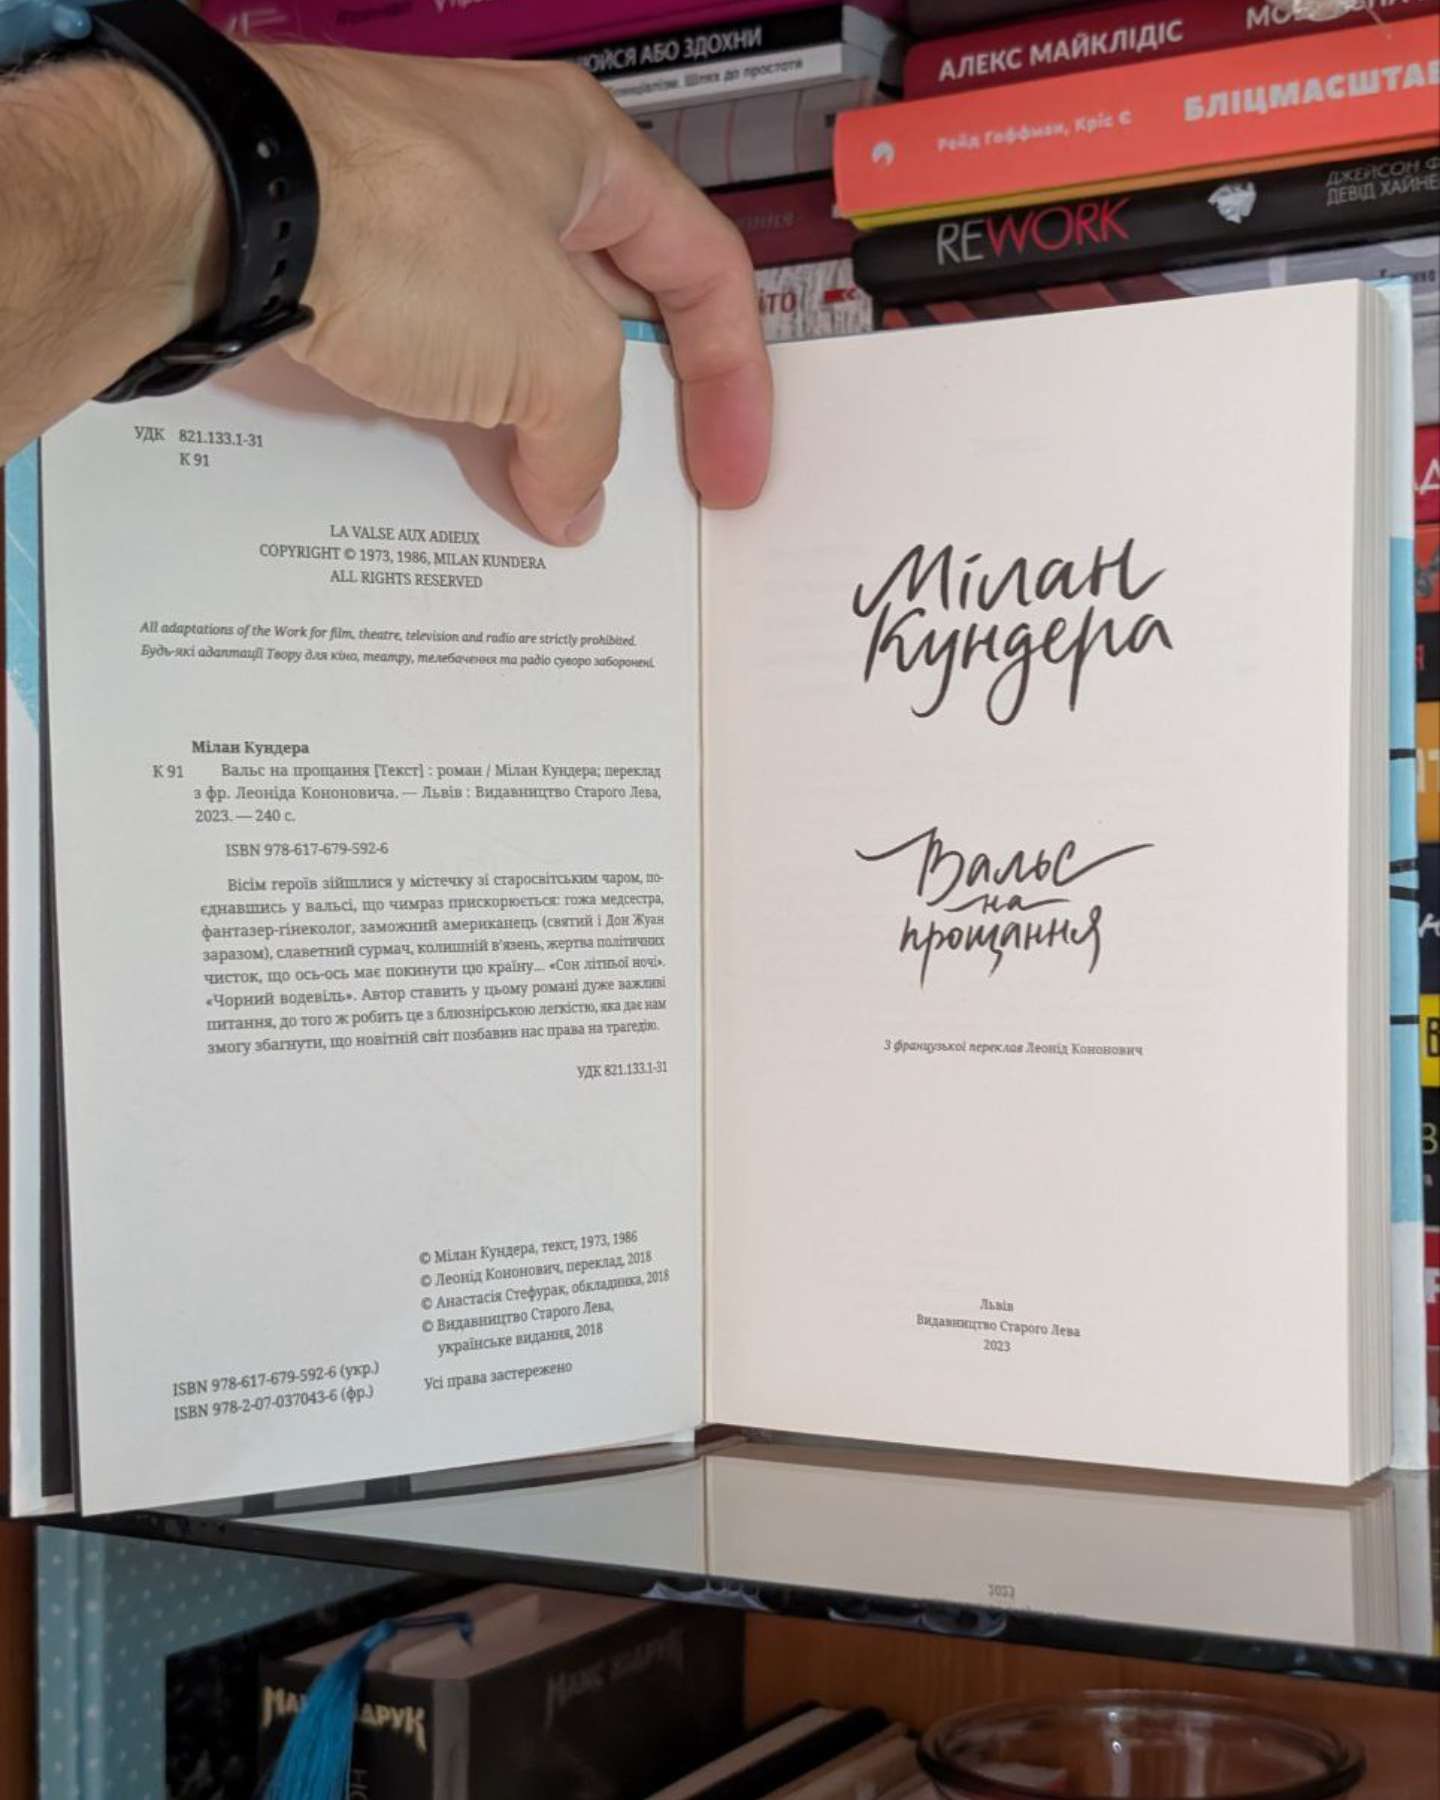 ЮЙСЯ АБО ЗДОХНИ
Шлях до простоти
АЛЕКС МАЙКЛІДІС
Рейд Гоффман, Кріс Є
БЛІЦМАСШТАБ
REWORK
ДЖЕЙСОН Ф
ДЕВІД ХАЙНЕ
ІТО
УДК 821.133.1-31
К 91
LA VALSE AUX ADIEUX
COPYRIGHT © 1973, 1986, MILAN KUNDERA
ALL RIGHTS RESERVED
All adaptations of the Work for film, theatre, television and radio are strictly prohibited.
Будь-які адаптації Твору для кіно, театру, телебачення та радіо суворо заборонені.
Мілан Кундера
К 91 Вальс на прощання [Текст] : роман / Мілан Кундера; переклад
з фр. Леоніда Кононовича. — Львів : Видавництво Старого Лева,
2023. — 240 с.
ISBN 978-617-679-592-6
Вісім героїв зійшлися у містечку зі старосвітським чаром, по-
єднавшись у вальсі, що чимраз прискорюється: гожа медсестра,
фантазер-гінеколог, заможний американець (святий і Дон Жуан
заразом), славетний сурмач, колишній в'язень, жертва політичних
чисток, що ось-ось має покинути цю країну... «Сон літньої ночі».
«Чорний водевіль». Автор ставить у цьому романі дуже важливі
питання, до того ж робить це з блюзнірською легкістю, яка дає нам
змогу збагнути, що новітній світ позбавив нас права на трагедію.
УДК 821.133.1-31
© Мілан Кундера, текст, 1973, 1986
© Леонід Кононович, переклад, 2018
© Анастасія Стефурак, обкладинка, 2018
© Видавництво Старого Лева,
українське видання, 2018
Усі права застережено
ISBN 978-617-679-592-6 (укр.)
ISBN 978-2-07-037043-6 (фр.)
Мілан
Кундера
Вальс
на
прощання
З французької переклав Леонід Кононович
Львів
Видавництво Старого Лева
2023